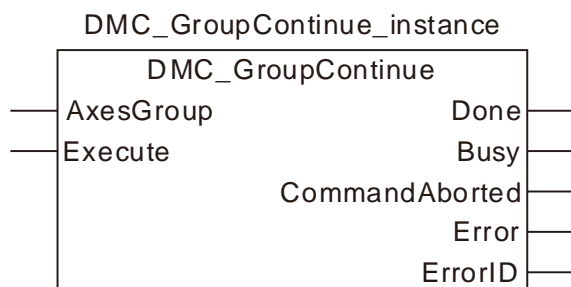 DMC_GroupContinue_instance
DMC_GroupContinue
AxesGroup Done
Execute Busy
CommandAborted
Error
ErrorID